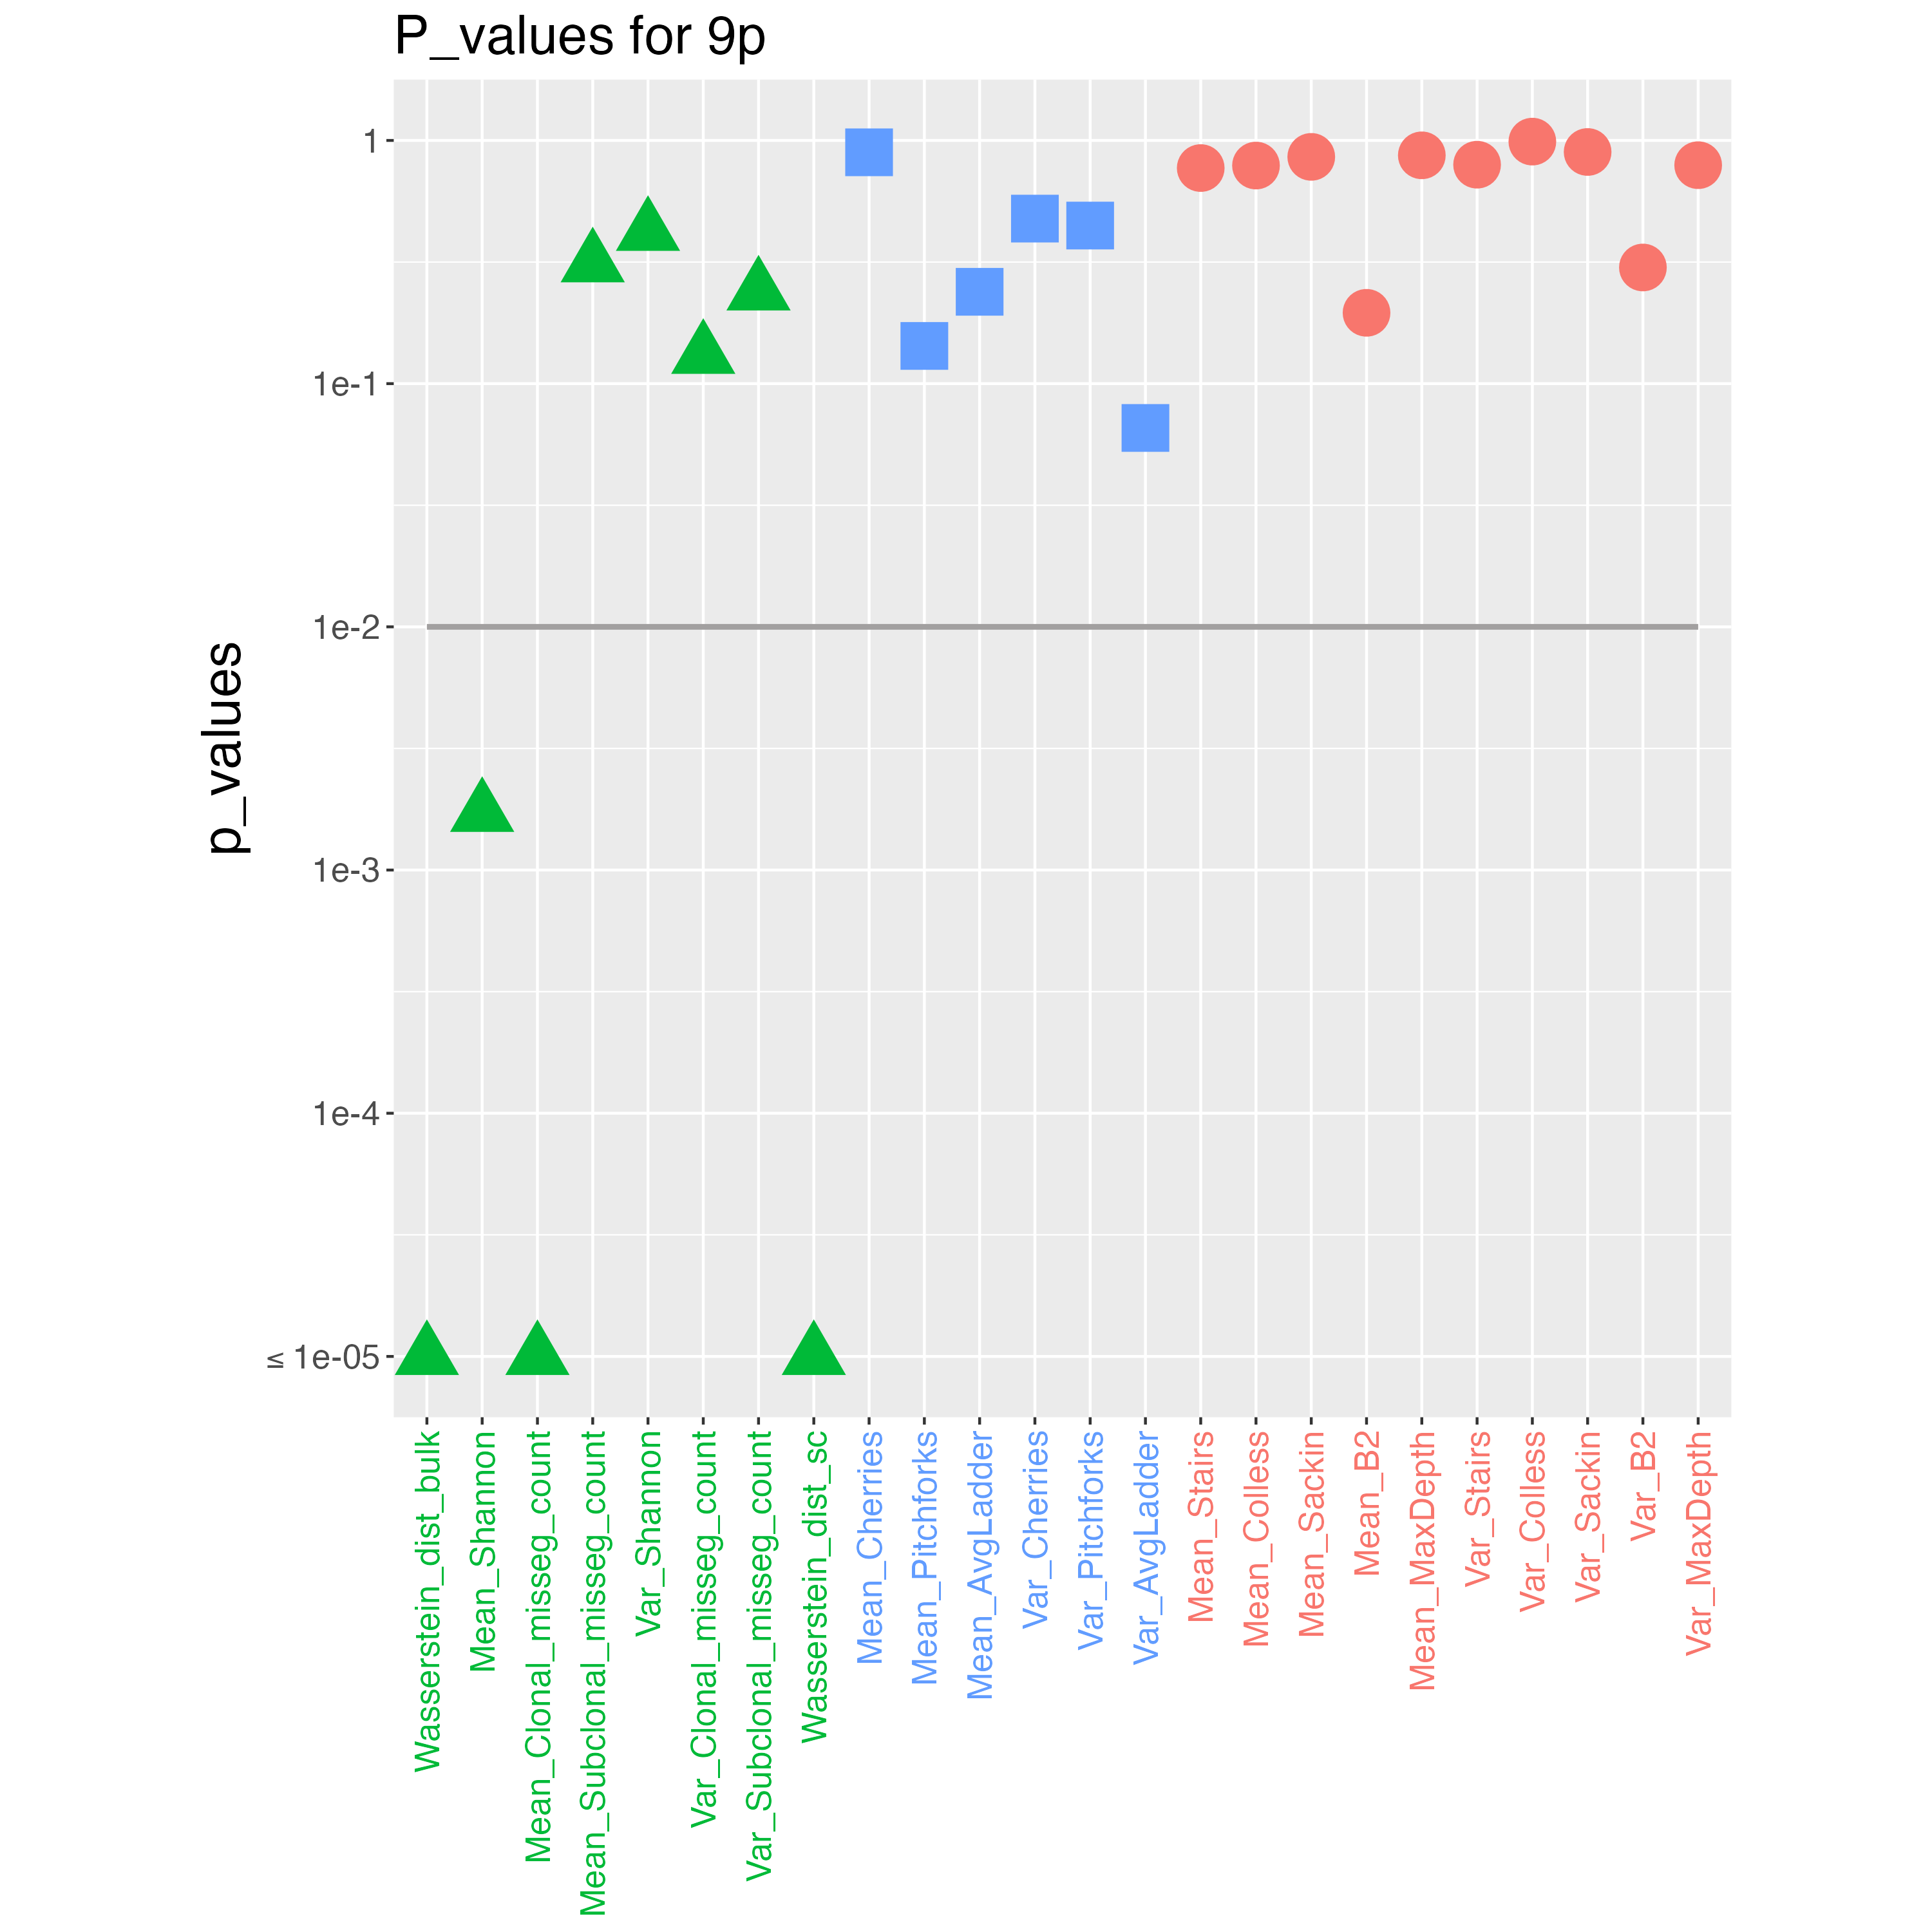 P_values for 9p
p_values
1
1e-1
1e-2
1e-3
1e-4
≤ 1e-05
Wasserstein_dist_bulk
Mean_Shannon
Mean_Clonal_misseg_count
Mean_Subclonal_misseg_count
Var_Shannon
Var_Clonal_misseg_count
Var_Subclonal_misseg_count
Wasserstein_dist_sc
Mean_Cherries
Mean_Pitchforks
Mean_AvgLadder
Var_Cherries
Var_Pitchforks
Var_AvgLadder
Mean_Stairs
Mean_Colless
Mean_Sackin
Mean_B2
Mean_MaxDepth
Var_Stairs
Var_Colless
Var_Sackin
Var_B2
Var_MaxDepth